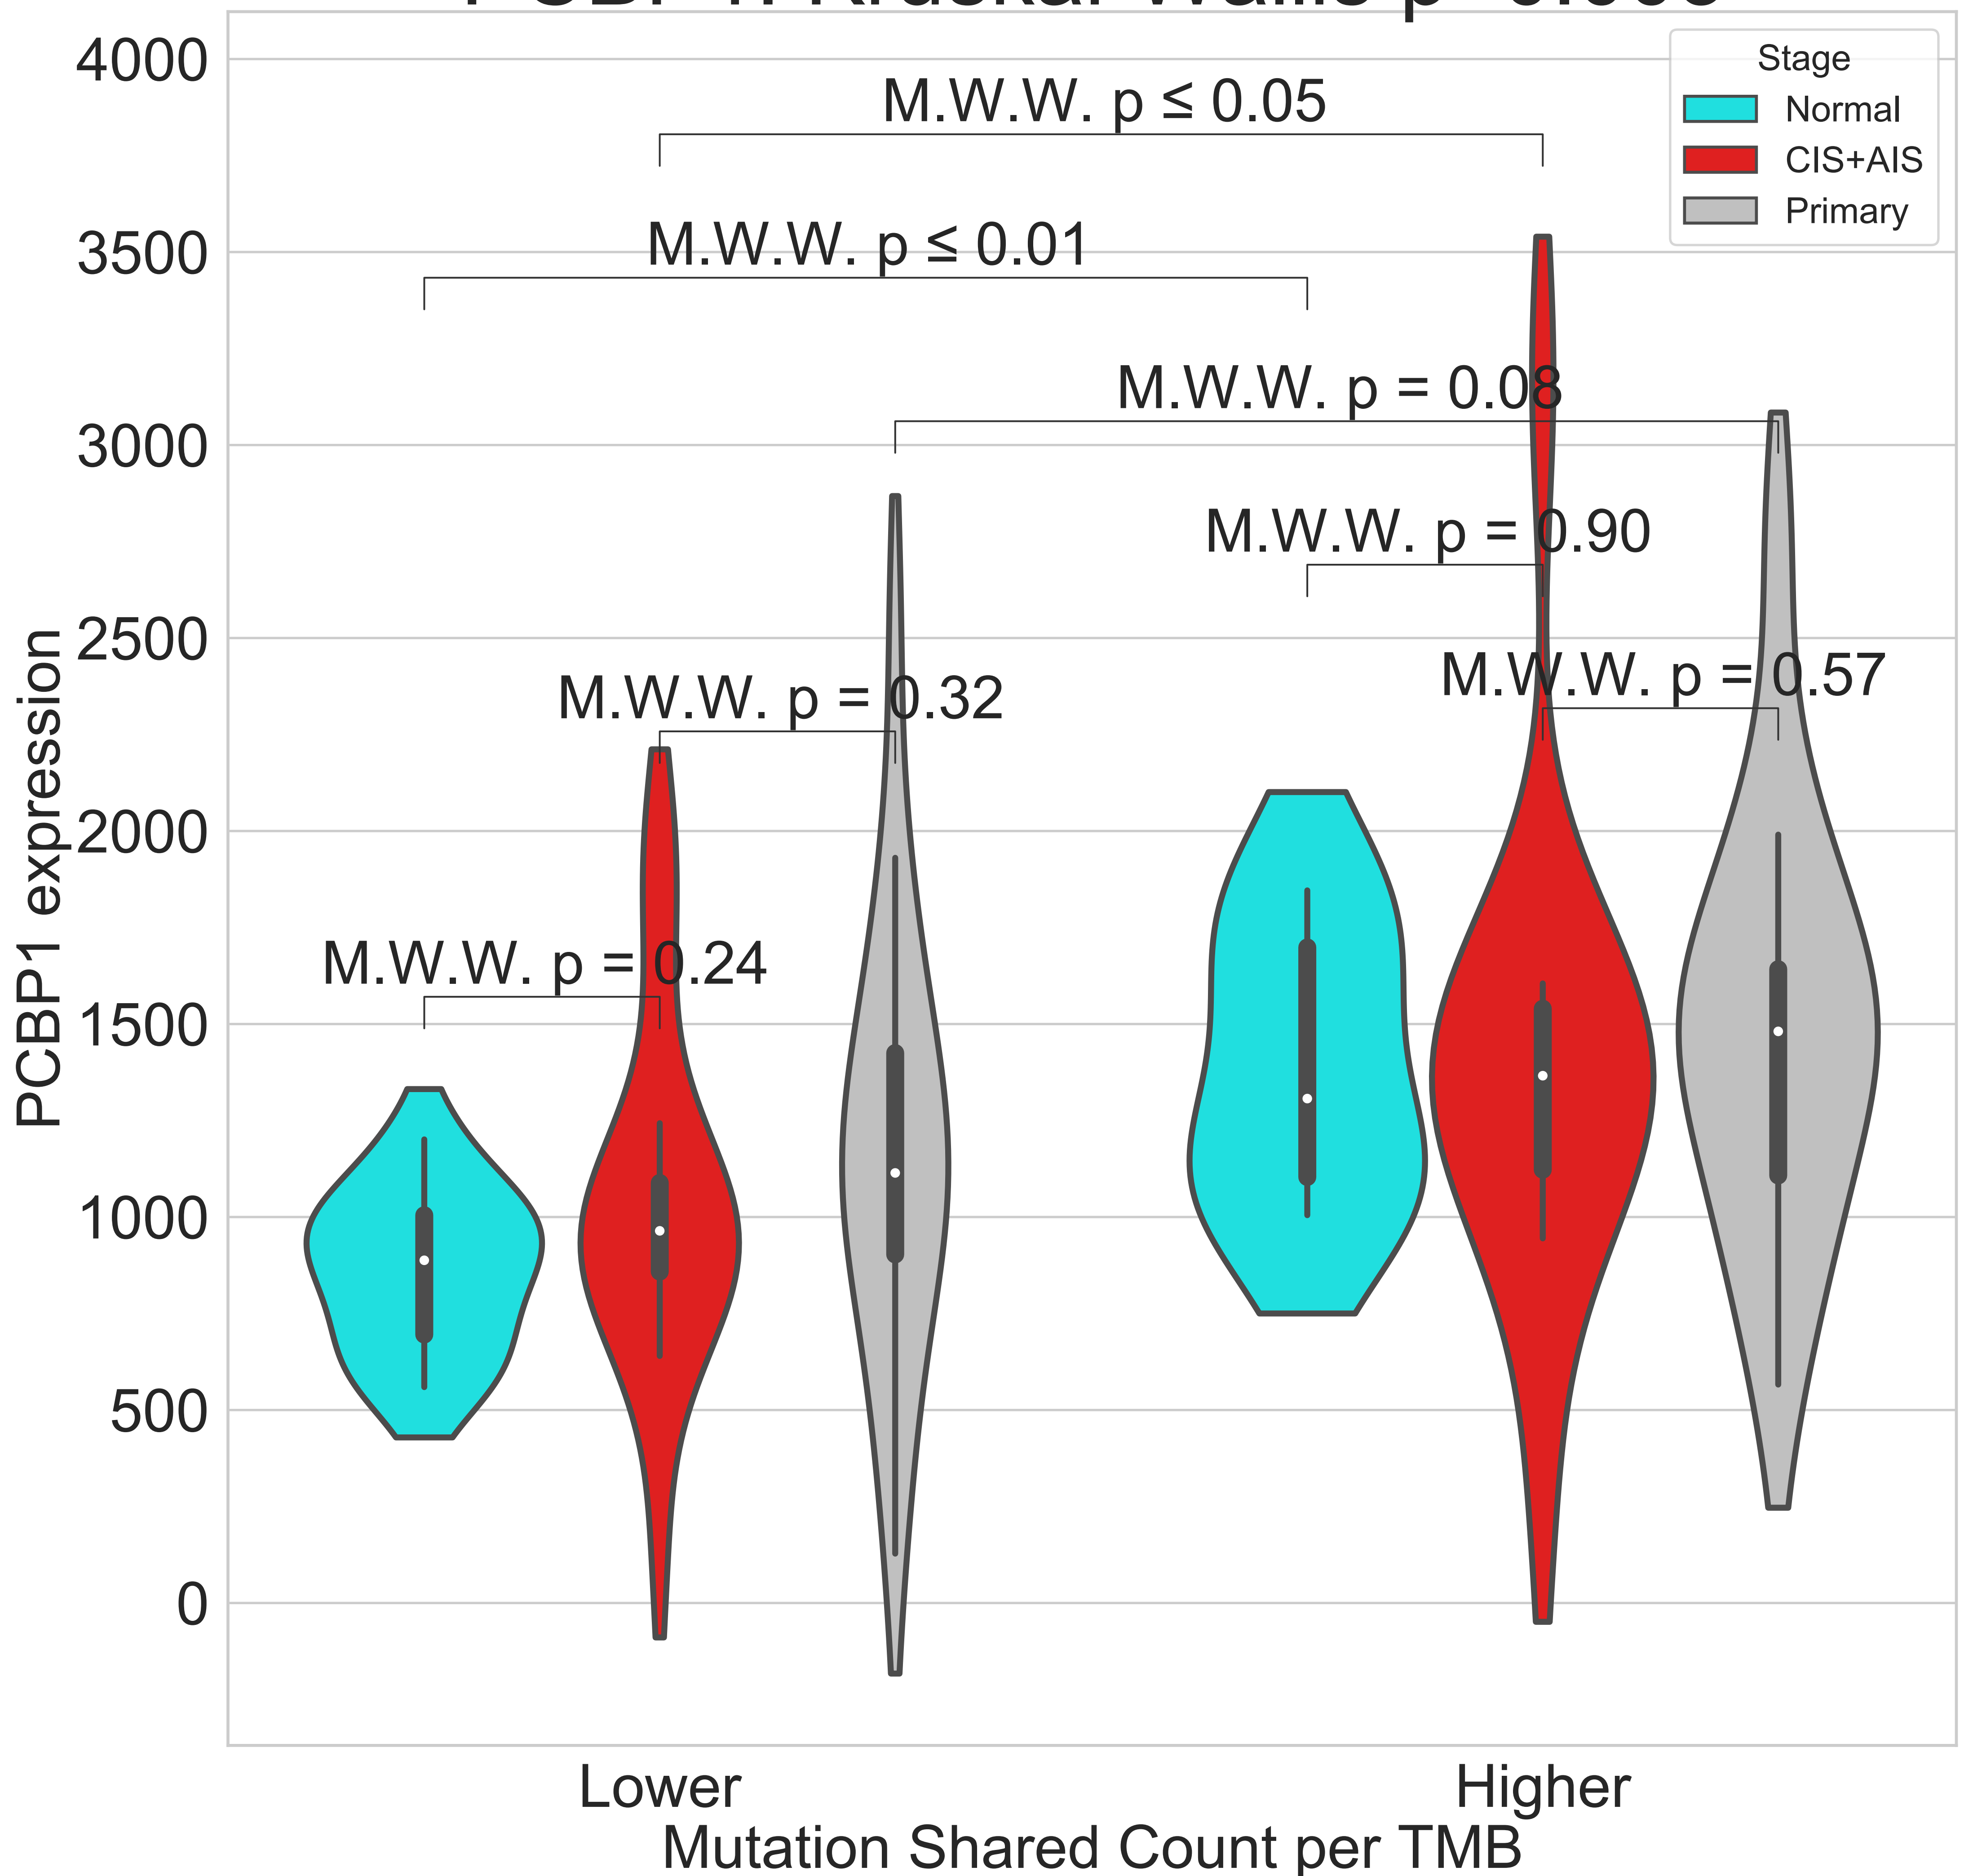 4000
3500
3000
2500
2000
1500
1000
500
0
PCBP1 expression
M.W.W. p ≤ 0.05
M.W.W. p ≤ 0.01
M.W.W. p = 0.08
M.W.W. p = 0.90
M.W.W. p = 0.57
M.W.W. p = 0.32
M.W.W. p = 0.24
Stage
Normal
CIS+AIS
Primary
Lower
Higher
Mutation Shared Count per TMB